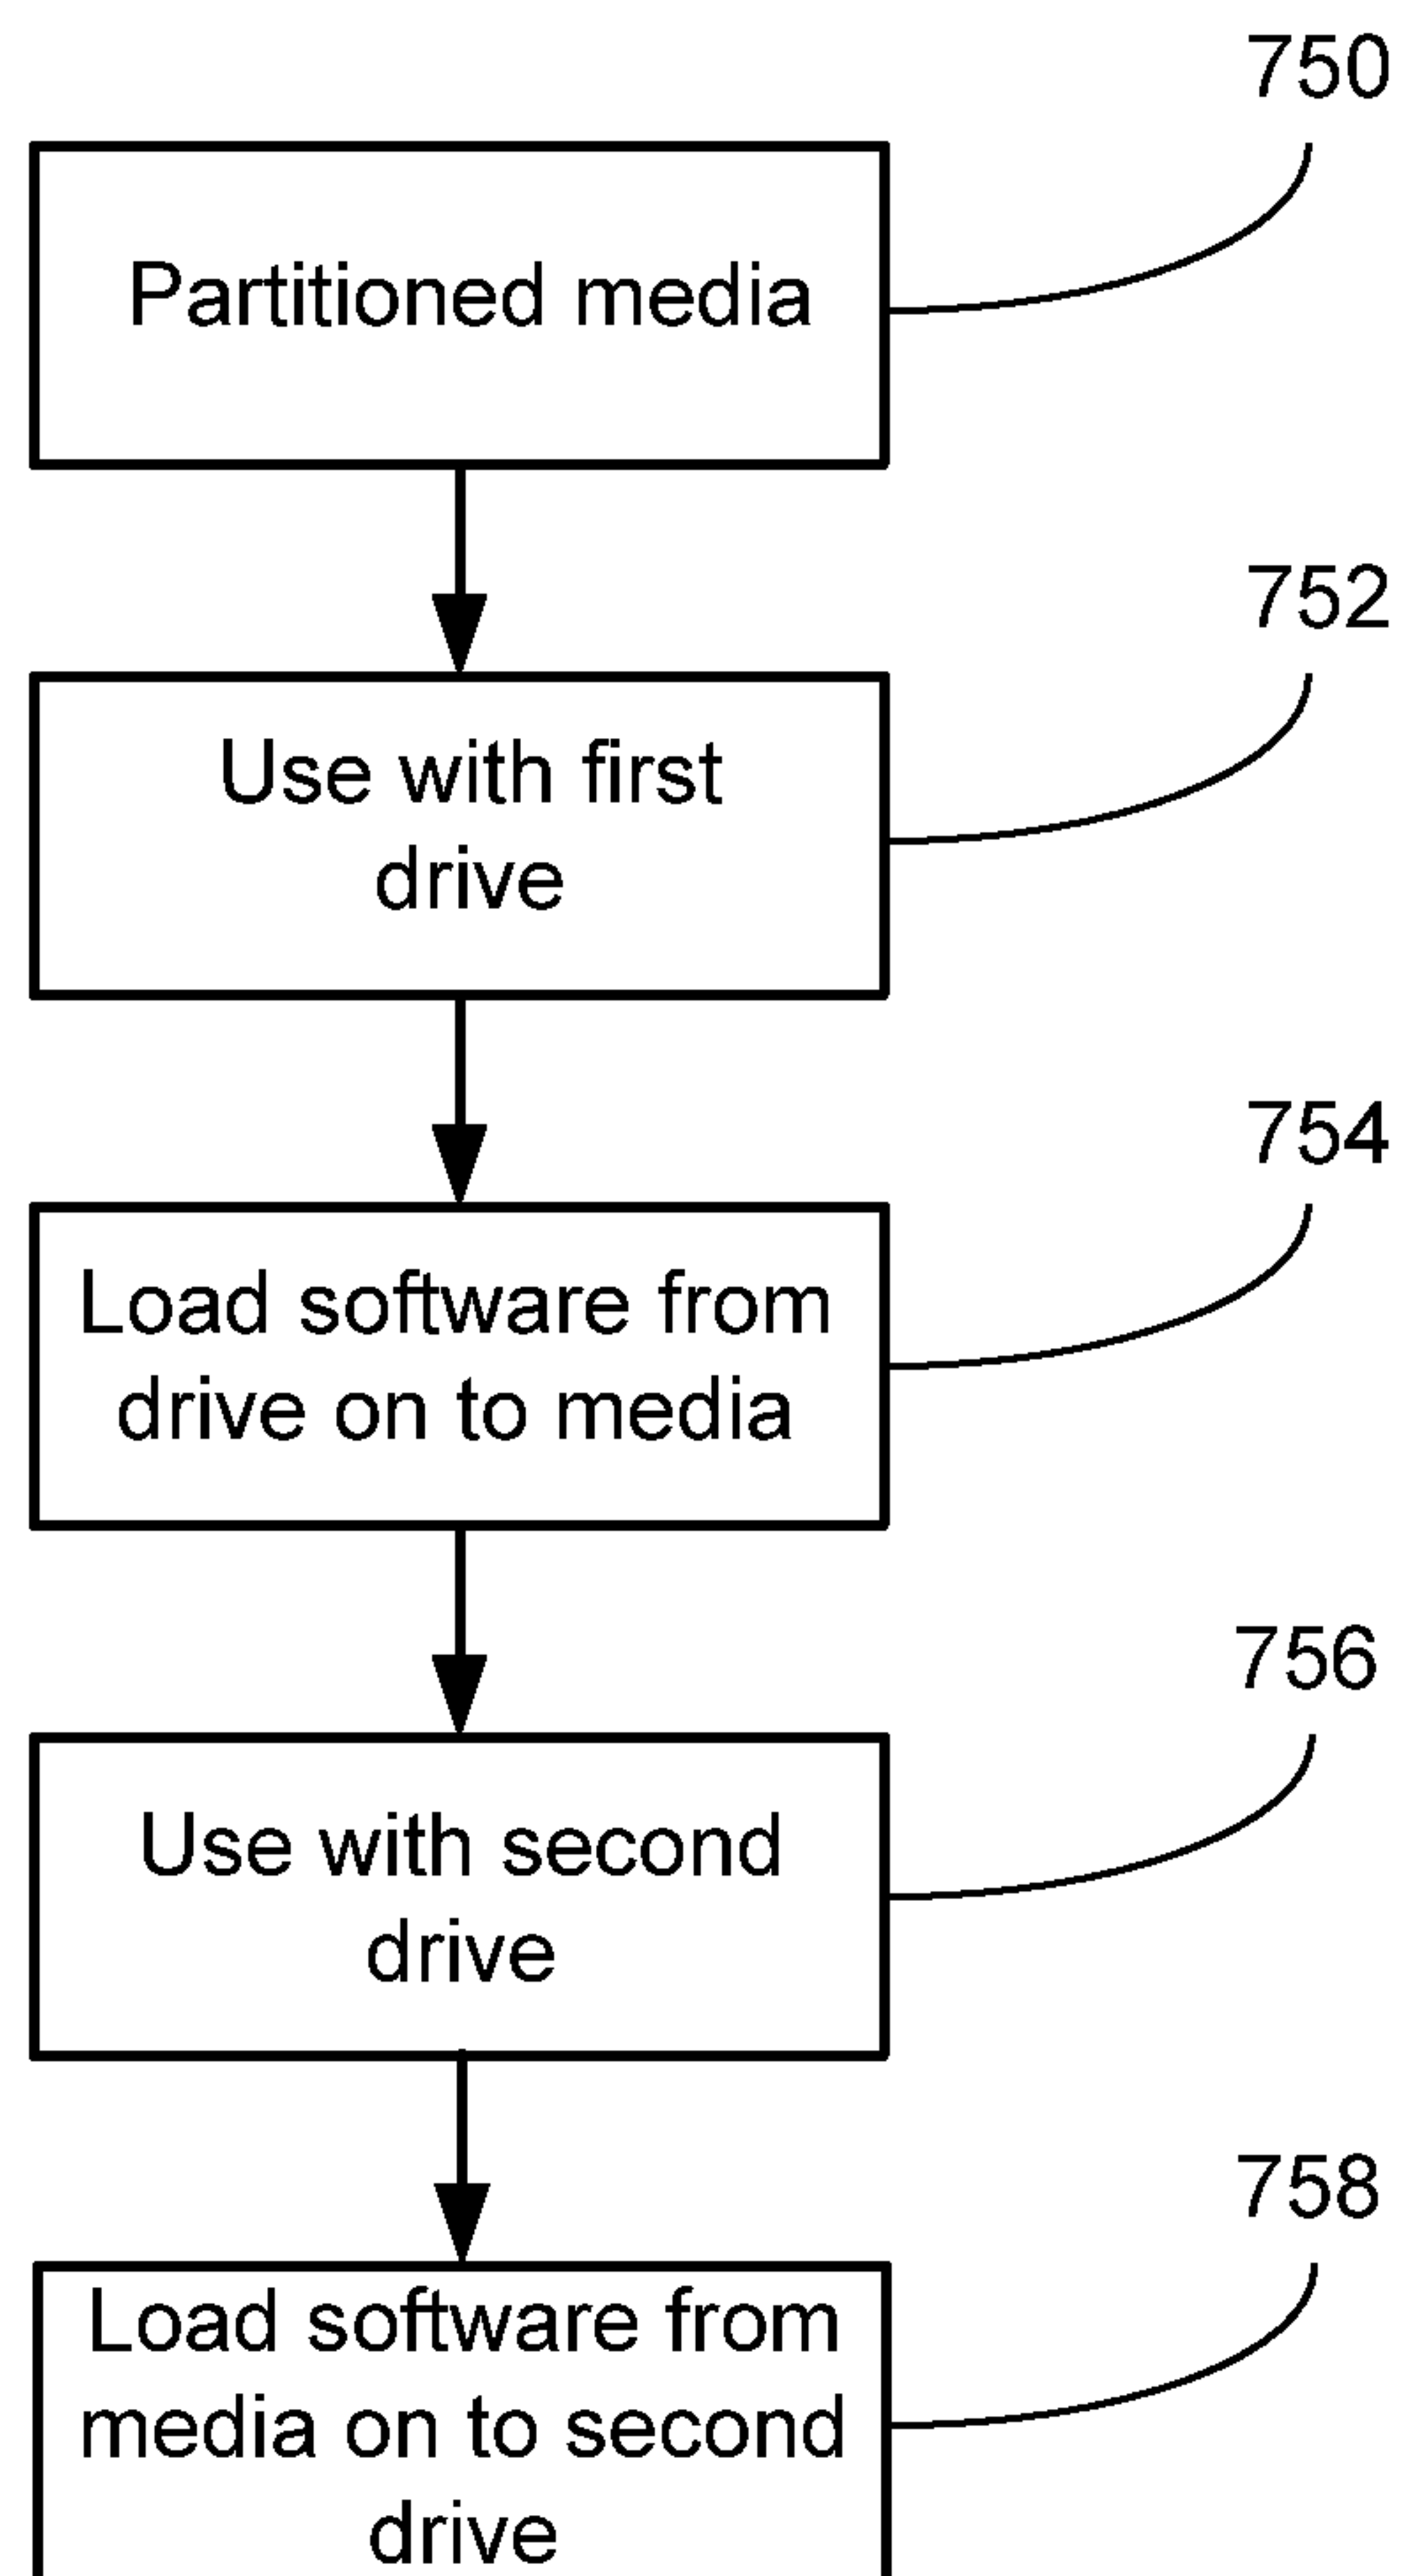 750
Partitioned media
752
Use with first
drive
754
Load software from
drive on to media
756
Use with second
drive
758
Load software from
media on to second
drive